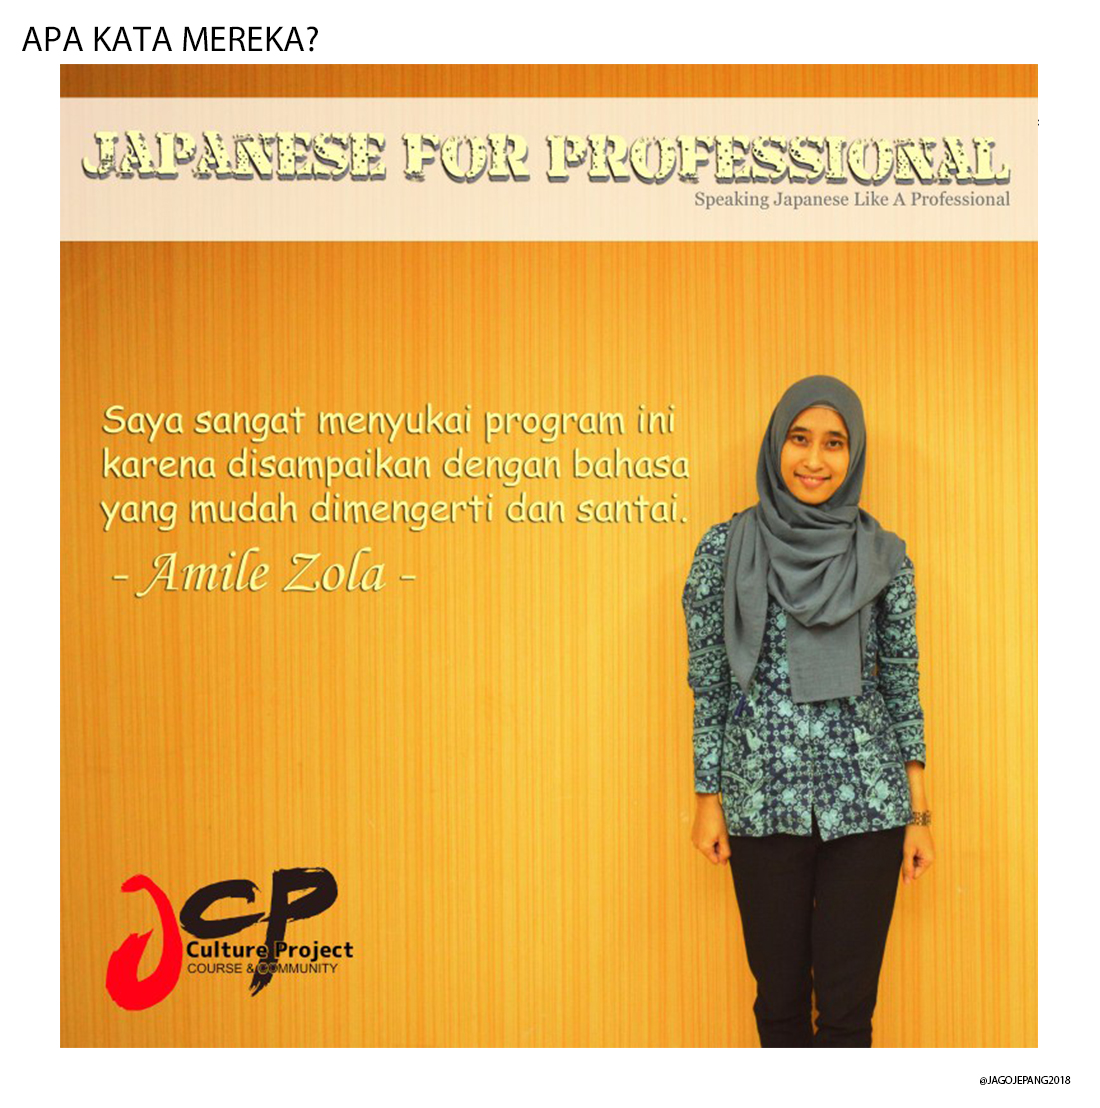 APA KATA MEREKA?
JAPANESE FOR PROFESSIONAL
Speaking Japanese Like A Professional
Saya sangat menyukai program ini
karena disampaikan dengan bahasa
yang mudah dimengerti dan santai.
- Amile Zola -
JCP
Culture Project
COURSE & COMMUNITY
@JAGOJEPANG2018